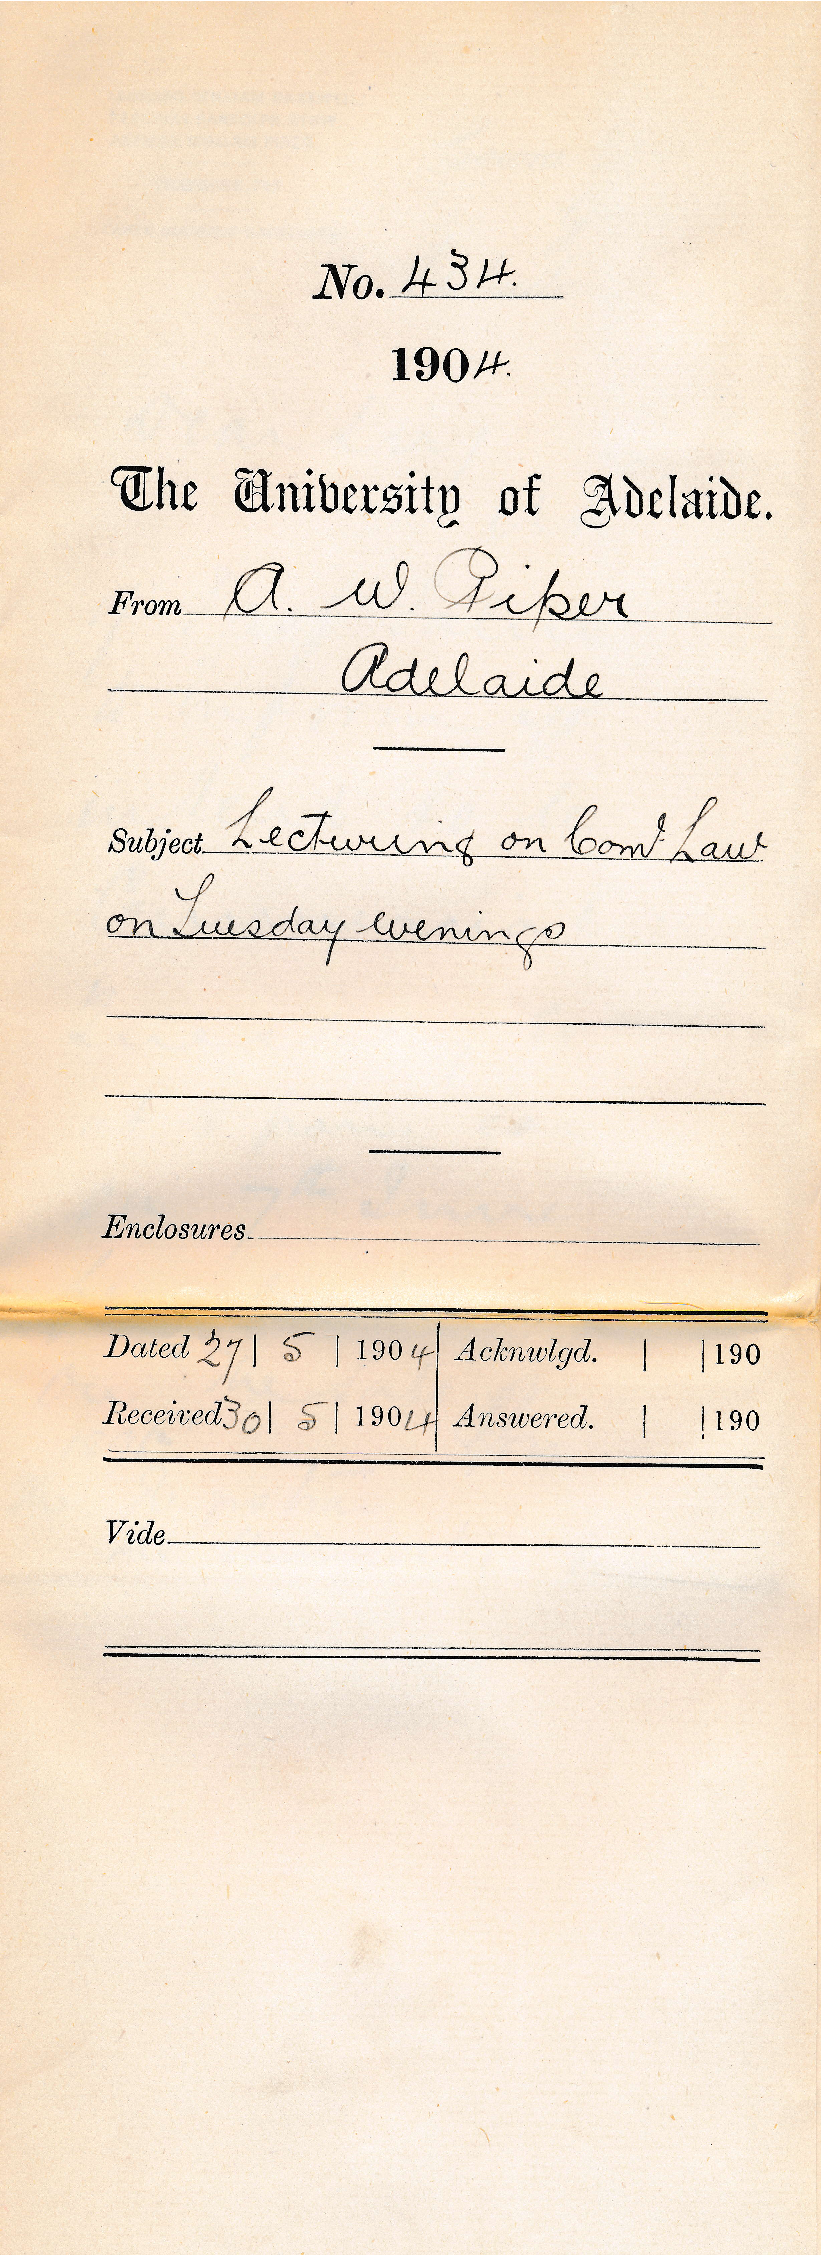 No. 434.
1904.
The University of Adelaide.
From A. W. Piper
Adelaide
Subject Lecturing on Coml Law
on Tuesday evenings
Enclosures
Dated 27 | 5 | 1904 Acknwlgd. | | 190
Received 30 | 5 | 1904 Answered. | | 190
Vide